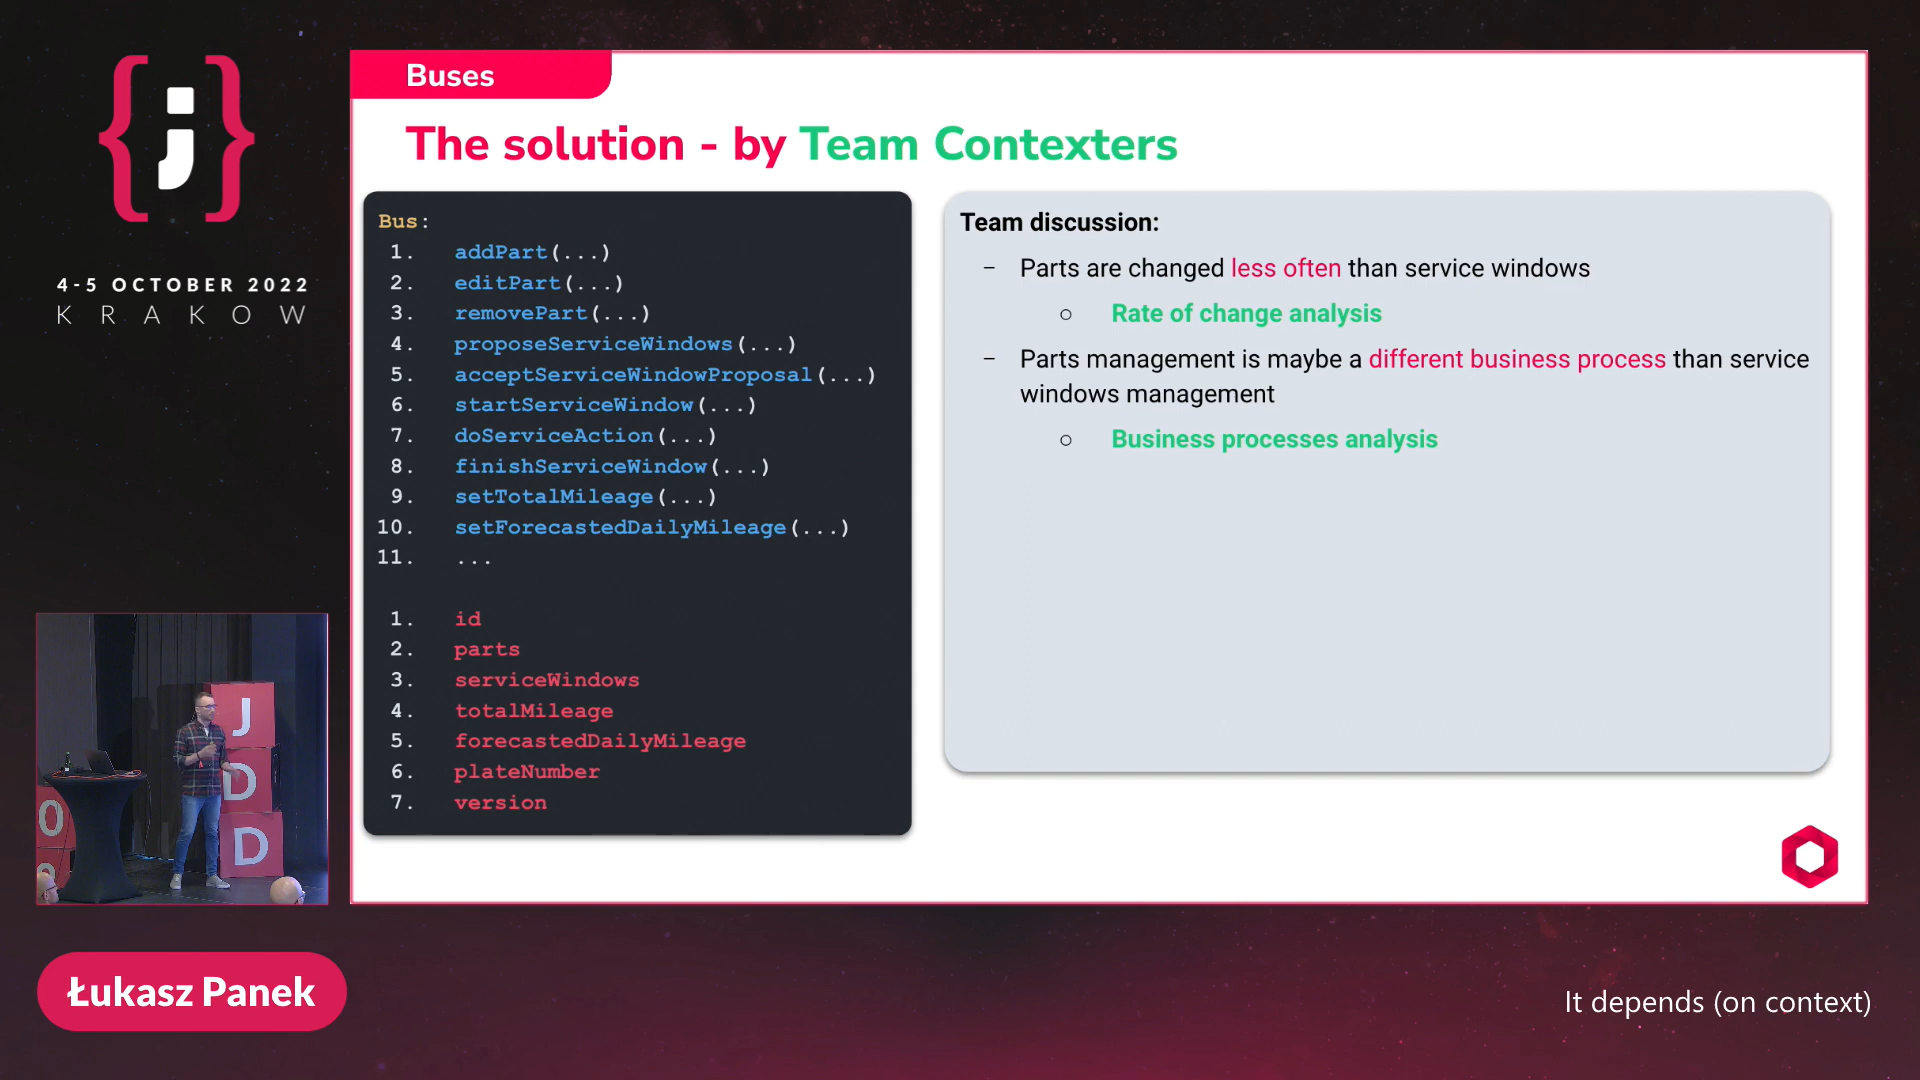 {;}
4-5 OCTOBER 2022
KRAKOW
Buses
The solution - by Team Contexters
Bus:
1. addPart(...)
2. editPart(...)
3. removePart(...)
4. proposeServiceWindows(...)
5. acceptServiceWindowProposal(...)
6. startServiceWindow(...)
7. doServiceAction(...)
8. finishServiceWindow(...)
9. setTotalMileage(...)
10. setForecastedDailyMileage(...)
11. ...
1. id
2. parts
3. serviceWindows
4. totalMileage
5. forecastedDailyMileage
6. plateNumber
7. version
Team discussion:
- Parts are changed less often than service windows
○ Rate of change analysis
- Parts management is maybe a different business process than service
windows management
○ Business processes analysis
J
D
D
0
Łukasz Panek
It depends (on context)